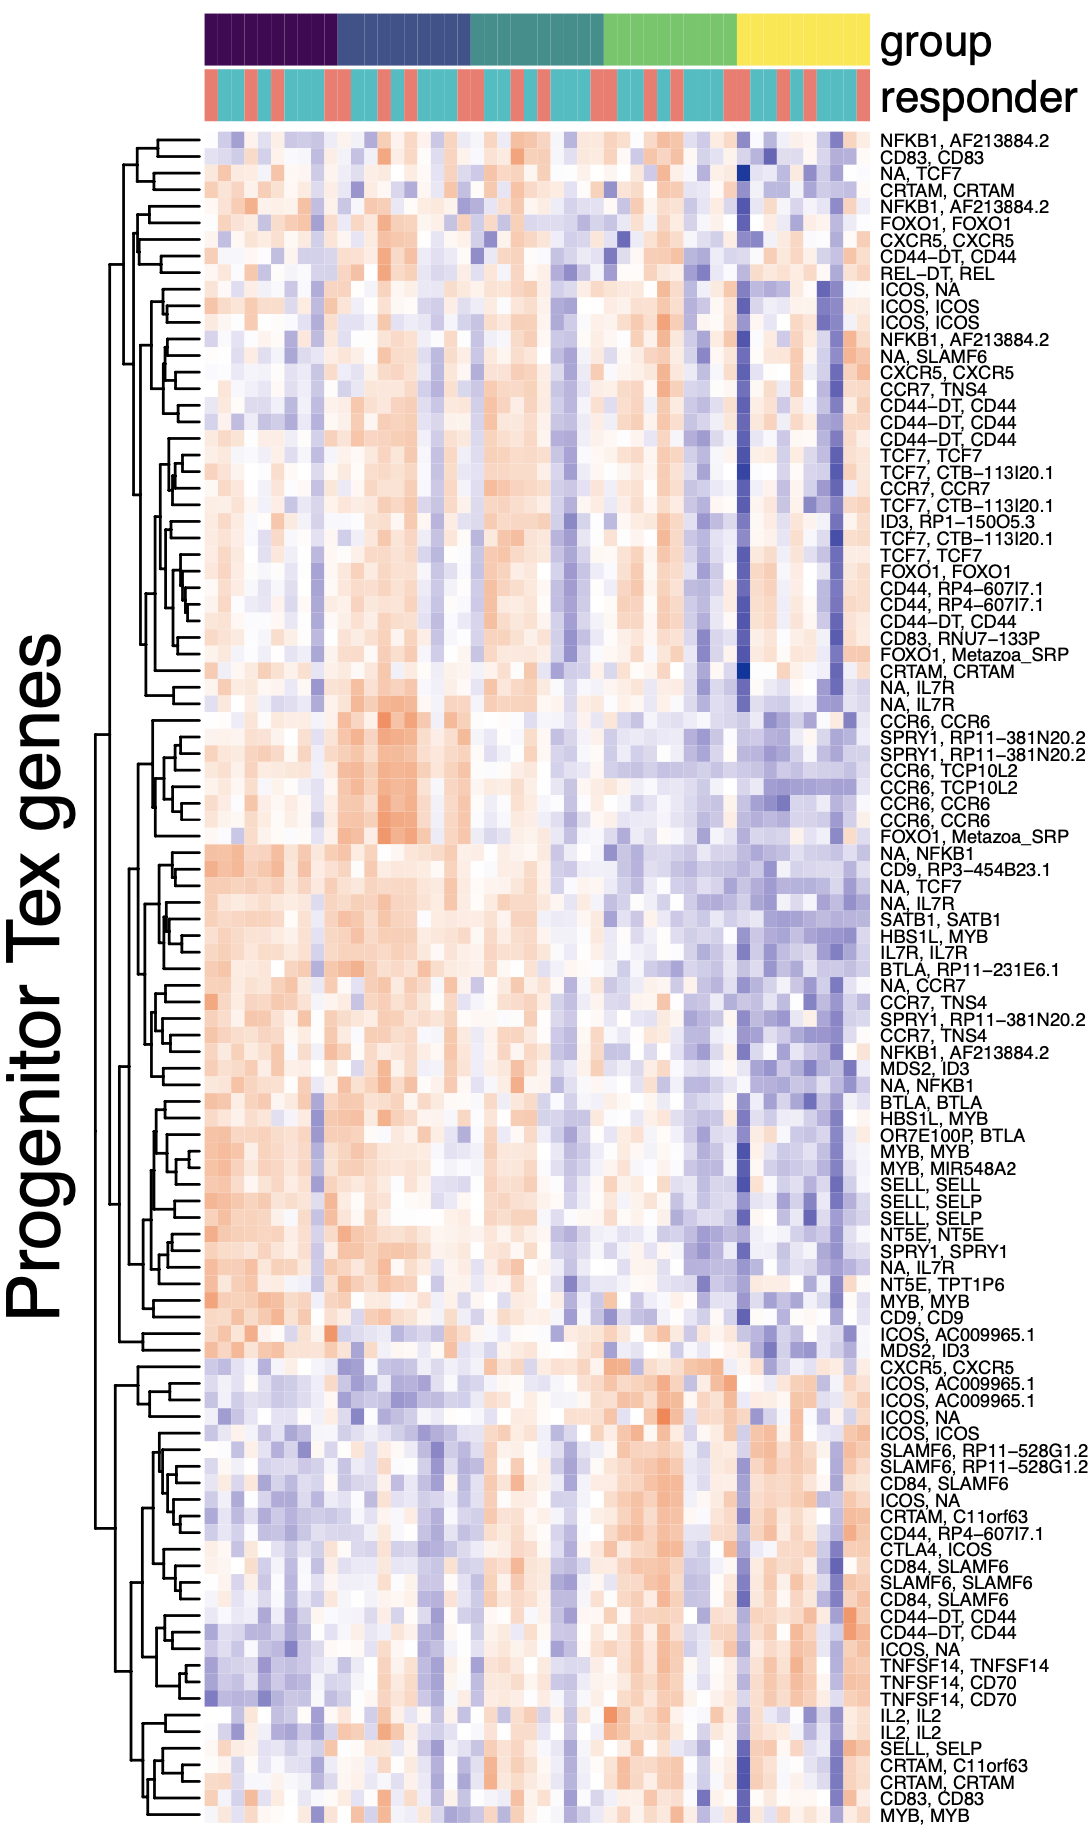 group
responder
Progenitor Tex genes
NFKB1, AF213884.2
CD83, CD83
NA, TCF7
CRTAM, CRTAM
NFKB1, AF213884.2
FOXO1, FOXO1
CXCR5, CXCR5
CD44−DT, CD44
REL−DT, REL
ICOS, NA
ICOS, ICOS
ICOS, ICOS
NFKB1, AF213884.2
NA, SLAMF6
CXCR5, CXCR5
CCR7, TNS4
CD44−DT, CD44
CD44−DT, CD44
CD44−DT, CD44
TCF7, TCF7
TCF7, CTB−113I20.1
CCR7, CCR7
TCF7, CTB−113I20.1
ID3, RP1−150O5.3
TCF7, CTB−113I20.1
TCF7, TCF7
FOXO1, FOXO1
CD44, RP4−607I7.1
CD44, RP4−607I7.1
CD44−DT, CD44
CD83, RNU7−133P
FOXO1, Metazoa_SRP
CRTAM, CRTAM
NA, IL7R
NA, IL7R
CCR6, CCR6
SPRY1, RP11−381N20.2
SPRY1, RP11−381N20.2
CCR6, TCP10L2
CCR6, TCP10L2
CCR6, CCR6
CCR6, CCR6
FOXO1, Metazoa_SRP
NA, NFKB1
CD9, RP3−454B23.1
NA, TCF7
NA, IL7R
SATB1, SATB1
HBS1L, MYB
IL7R, IL7R
BTLA, RP11−231E6.1
NA, CCR7
CCR7, TNS4
SPRY1, RP11−381N20.2
CCR7, TNS4
NFKB1, AF213884.2
MDS2, ID3
NA, NFKB1
BTLA, BTLA
HBS1L, MYB
OR7E100P, BTLA
MYB, MYB
MYB, MIR548A2
SELL, SELL
SELL, SELP
SELL, SELP
NT5E, NT5E
SPRY1, SPRY1
NA, IL7R
NT5E, TPT1P6
MYB, MYB
CD9, CD9
ICOS, AC009965.1
MDS2, ID3
CXCR5, CXCR5
ICOS, AC009965.1
ICOS, AC009965.1
ICOS, NA
ICOS, ICOS
SLAMF6, RP11−528G1.2
SLAMF6, RP11−528G1.2
CD84, SLAMF6
ICOS, NA
CRTAM, C11orf63
CD44, RP4−607I7.1
CTLA4, ICOS
CD84, SLAMF6
SLAMF6, SLAMF6
CD84, SLAMF6
CD44−DT, CD44
CD44−DT, CD44
ICOS, NA
TNFSF14, TNFSF14
TNFSF14, CD70
TNFSF14, CD70
IL2, IL2
IL2, IL2
SELL, SELP
CRTAM, C11orf63
CRTAM, CRTAM
CD83, CD83
MYB, MYB